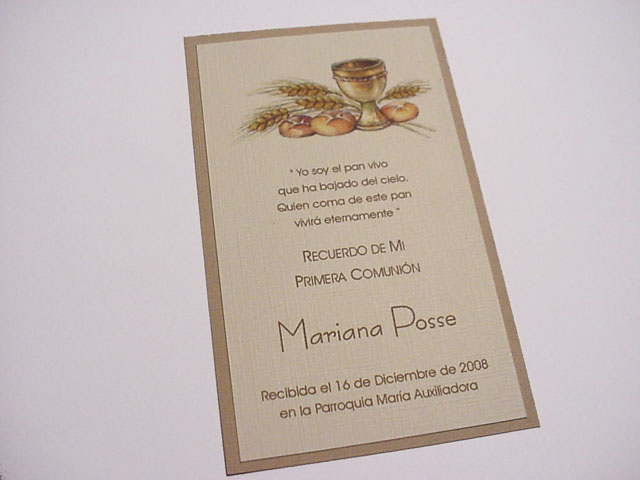 " Yo soy el pan vivo
que ha bajado del cielo.
Quien coma de este pan
vivirá eternamente "
RECUERDO DE MI
PRIMERA COMUNIÓN
Mariana Posse
Recibida el 16 de Diciembre de 2008
en la Parroquia María Auxiliadora